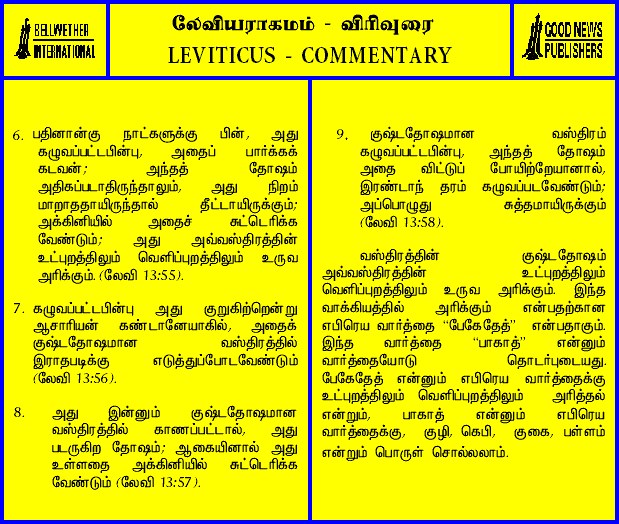 BELLWETHER
INTERNATIONAL
லேவியராகமம் - விரிவுரை
LEVITICUS - COMMENTARY
GOOD NEWS
PUBLISHERS
6. பதினான்கு நாட்களுக்கு பின், அது
கழுவப்பட்டபின்பு, அதைப் பார்க்கக்
கடவன்; அந்தத் தோஷம்
அதிகப்படாதிருந்தாலும், அது நிறம்
மாறாததாயிருந்தால் தீட்டாயிருக்கும்;
அக்கினியில் அதைச் சுட்டெரிக்க
வேண்டும்; அது அவ்வஸ்திரத்தின்
உட்புறத்திலும் வெளிப்புறத்திலும் உருவ
அரிக்கும். (லேவி 13:55).
7. கழுவப்பட்டபின்பு அது குறுகிற்றென்று
ஆசாரியன் கண்டானேயாகில், அதைக்
குஷ்டதோஷமான வஸ்திரத்தில்
இராதபடிக்கு எடுத்துப்போடவேண்டும்
(லேவி 13:56).
8. அது இன்னும் குஷ்டதோஷமான
வஸ்திரத்தில் காணப்பட்டால், அது
படருகிற தோஷம்; ஆகையினால் அது
உள்ளதை அக்கினியில் சுட்டெரிக்க
வேண்டும் (லேவி 13:57).
9. குஷ்டதோஷமான வஸ்திரம்
கழுவப்பட்டபின்பு, அந்தத் தோஷம்
அதை விட்டுப் போயிற்றேயானால்,
இரண்டாந் தரம் கழுவப்படவேண்டும்;
அப்பொழுது சுத்தமாயிருக்கும்
(லேவி 13:58).
வஸ்திரத்தின் குஷ்டதோஷம்
அவ்வஸ்திரத்தின் உட்புறத்திலும்
வெளிப்புறத்திலும் உருவ அரிக்கும். இந்த
வாக்கியத்தில் அரிக்கும் என்பதற்கான
எபிரெய வார்த்தை “பேகேதேத்” என்பதாகும்.
இந்த வார்த்தை “பாகாத்” என்னும்
வார்த்தையோடு தொடர்புடையது.
பேகேதேத் என்னும் எபிரெய வார்த்தைக்கு
உட்புறத்திலும் வெளிப்புறத்திலும் அரித்தல்
என்றும், பாகாத் என்னும் எபிரெய
வார்த்தைக்கு, குழி, கெபி, குகை, பள்ளம்
என்றும் பொருள் சொல்லலாம்.